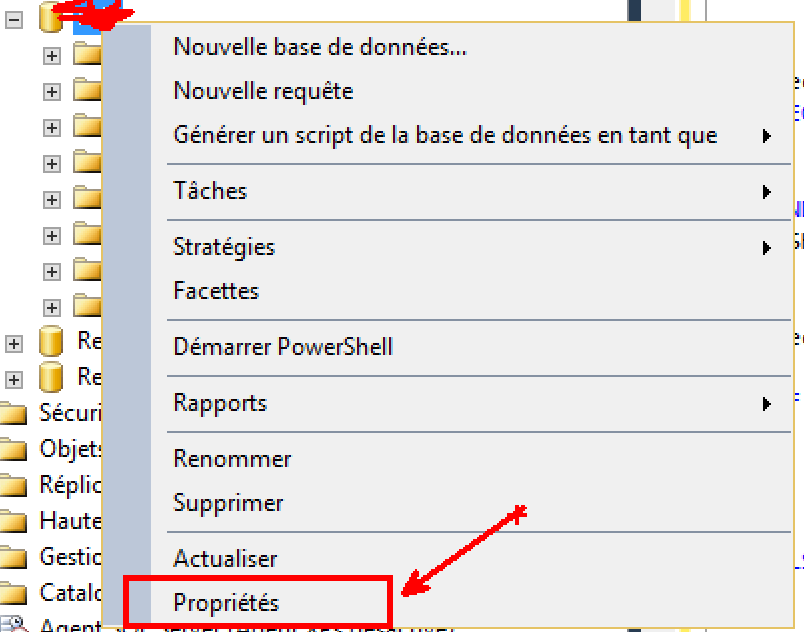 Nouvelle base de données...
Nouvelle requête
Générer un script de la base de données en tant que
Tâches
Stratégies
Facettes
Démarrer PowerShell
Re
Re
Rapports
Sécuri
Objets
Renommer
Réplic
Supprimer
Haute
Gestic
Actualiser
Catalo
Propriétés
Agent